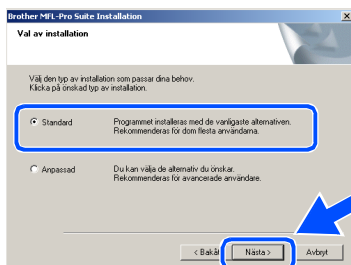 Brother MFL-Pro Suite Installation
Val av installation
Välj den typ av installation som passar dina behov.
Klicka på önskad typ av installation.
Standard
Programmet installeras med de vanligaste alternativen.
Rekommenderas för dom flesta användarna.
Anpassad
Du kan välja de alternativ du önskar.
Rekommenderas för avancerade användare.
< Bakåt Nästa > Avbryt